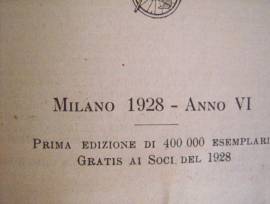 MILANO 1928 - ANNO VI
PRIMA EDIZIONE DI 400 000 ESEMPLARI
GRATIS AI SOCI DEL 1928